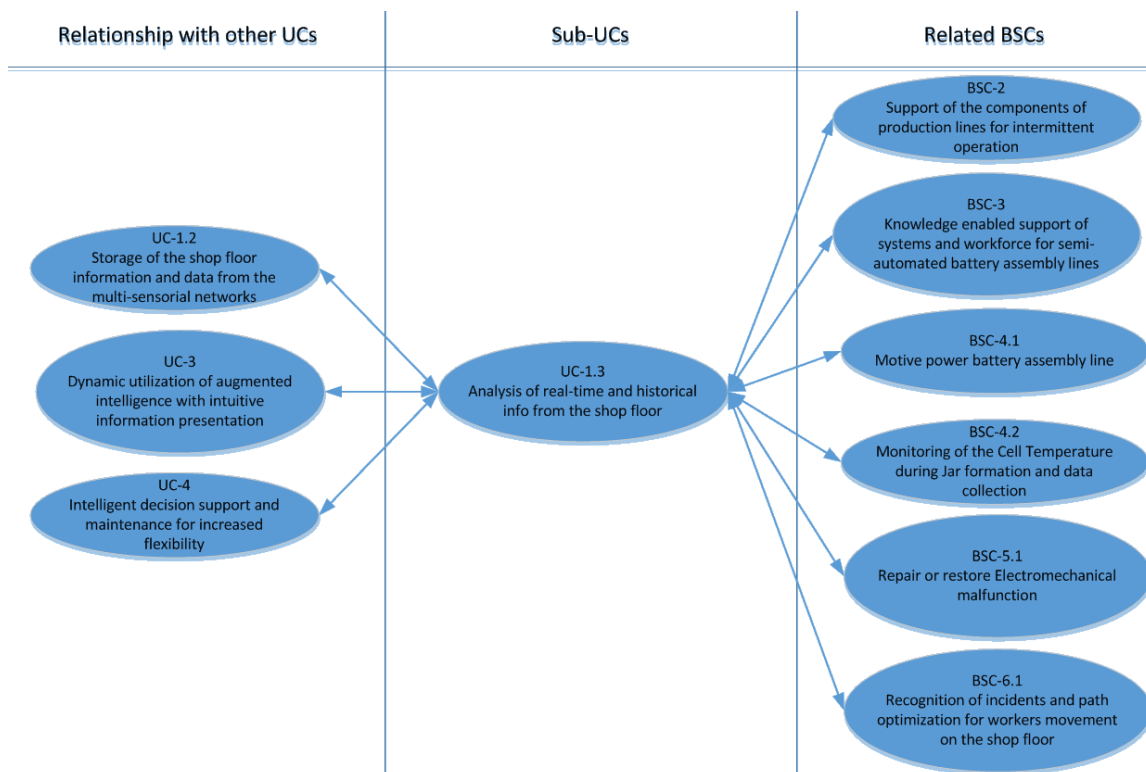 Relationship with other UCs
Sub-UCs
Related BSCs
UC-1.2
Storage of the shop floor
information and data from the
multi-sensorial networks
UC-3
Dynamic utilization of augmented
intelligence with intuitive
information presentation
UC-4
Intelligent decision support and
maintenance for increased
flexibility
UC-1.3
Analysis of real-time and historical
info from the shop floor
BSC-2
Support of the components of
production lines for intermittent
operation
BSC-3
Knowledge enabled support of
systems and workforce for semi-
automated battery assembly lines
BSC-4.1
Motive power battery assembly line
BSC-4.2
Monitoring of the Cell Temperature
during Jar formation and data
collection
BSC-5.1
Repair or restore Electromechanical
malfunction
BSC-6.1
Recognition of incidents and path
optimization for workers movement
on the shop floor